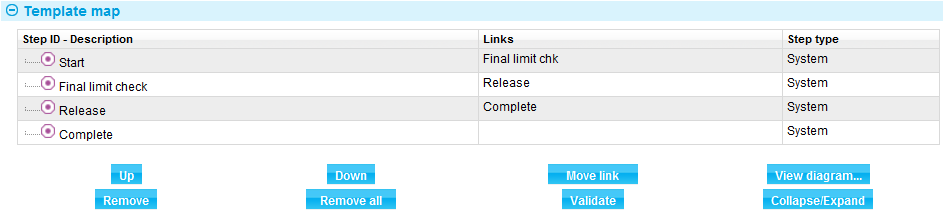 Template map
Step ID - Description Links Step type
Start Final limit chk System
Final limit check Release System
Release Complete System
Complete System
Up Down Move link View diagram...
Remove Remove all Validate Collapse/Expand